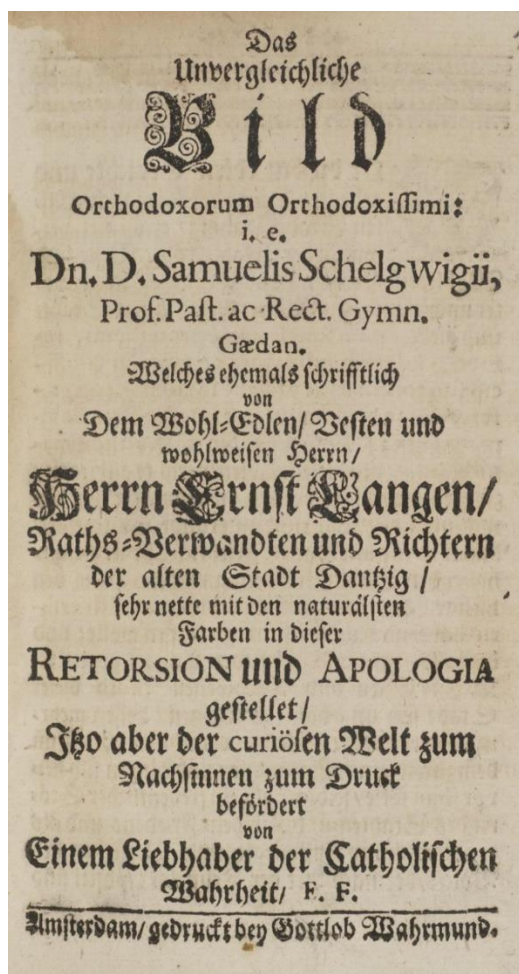 Das
Unvergleichliche
Bild
Orthodoxorum Orthodoxissimi:
i. e.
Dn. D. Samuelis Schelgwigii,
Prof. Past. ac Rect. Gymn.
Gædan.
Welches ehemals schrifftlich
von
Dem Wohl-Edlen/ Vesten und
wohlweisen Herrn/
Herrn Ernst Langen/
Raths-Verwandten und Richtern
der alten Stadt Dantzig /
sehr nette mit den naturälsten
Farben in dieser
RETORSION und APOLOGIA
gestellet/
Itzo aber der curiösen Welt zum
Nachsinnen zum Druck
befördert
von
Einem Liebhaber der Catholischen
Wahrheit/ F. F.
Amsterdam/ gedruckt bey Gottlob Wahrmund.